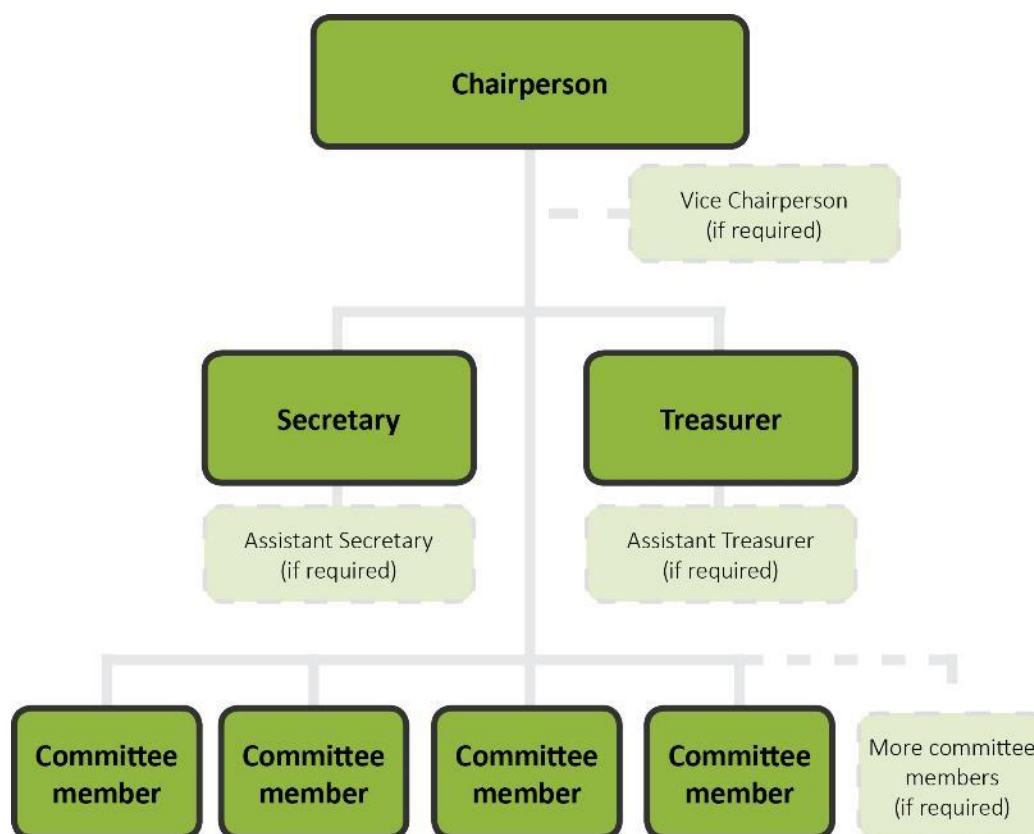 Chairperson
Vice Chairperson
(if required)
Secretary
Treasurer
Assistant Secretary
(if required)
Assistant Treasurer
(if required)
Committee
member
Committee
member
Committee
member
Committee
member
More committee
members
(if required)